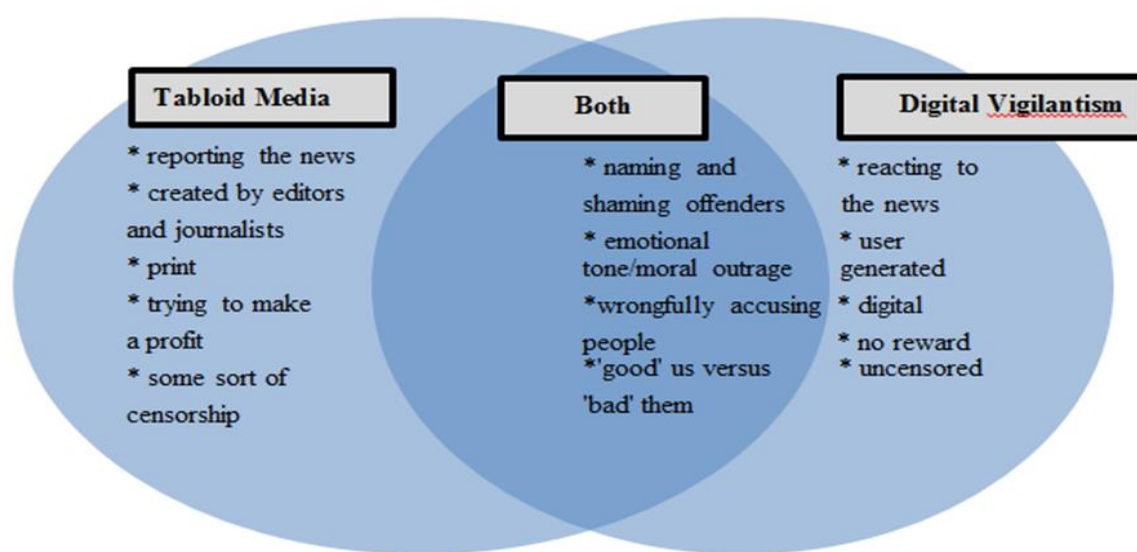 Tabloid Media
* reporting the news
* created by editors
and journalists
* print
* trying to make
a profit
* some sort of
censorship
Both
* naming and
shaming offenders
* emotional
tone/moral outrage
*wrongfully accusing
people
*'good' us versus
'bad' them
Digital Vigilantism
* reacting to
the news
* user
generated
* digital
* no reward
* uncensored